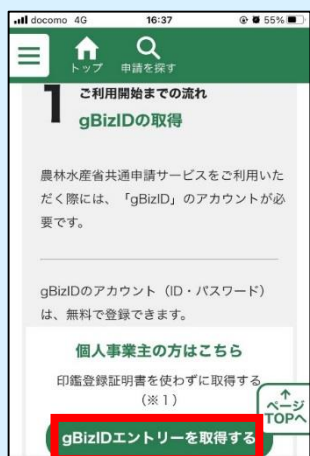 docomo 4G 16:37 55%
トップ 申請を探す
1 ご利用開始までの流れ
gBizIDの取得
農林水産省共通申請サービスをご利用いた
だく際には、「gBizID」のアカウントが必
要です。
gBizIDのアカウント（ID・パスワード）
は、無料で登録できます。
個人事業主の方はこちら
印鑑登録証明書を使わずに取得する
（※１）
↑
ページ
TOPへ
gBizIDエントリーを取得する